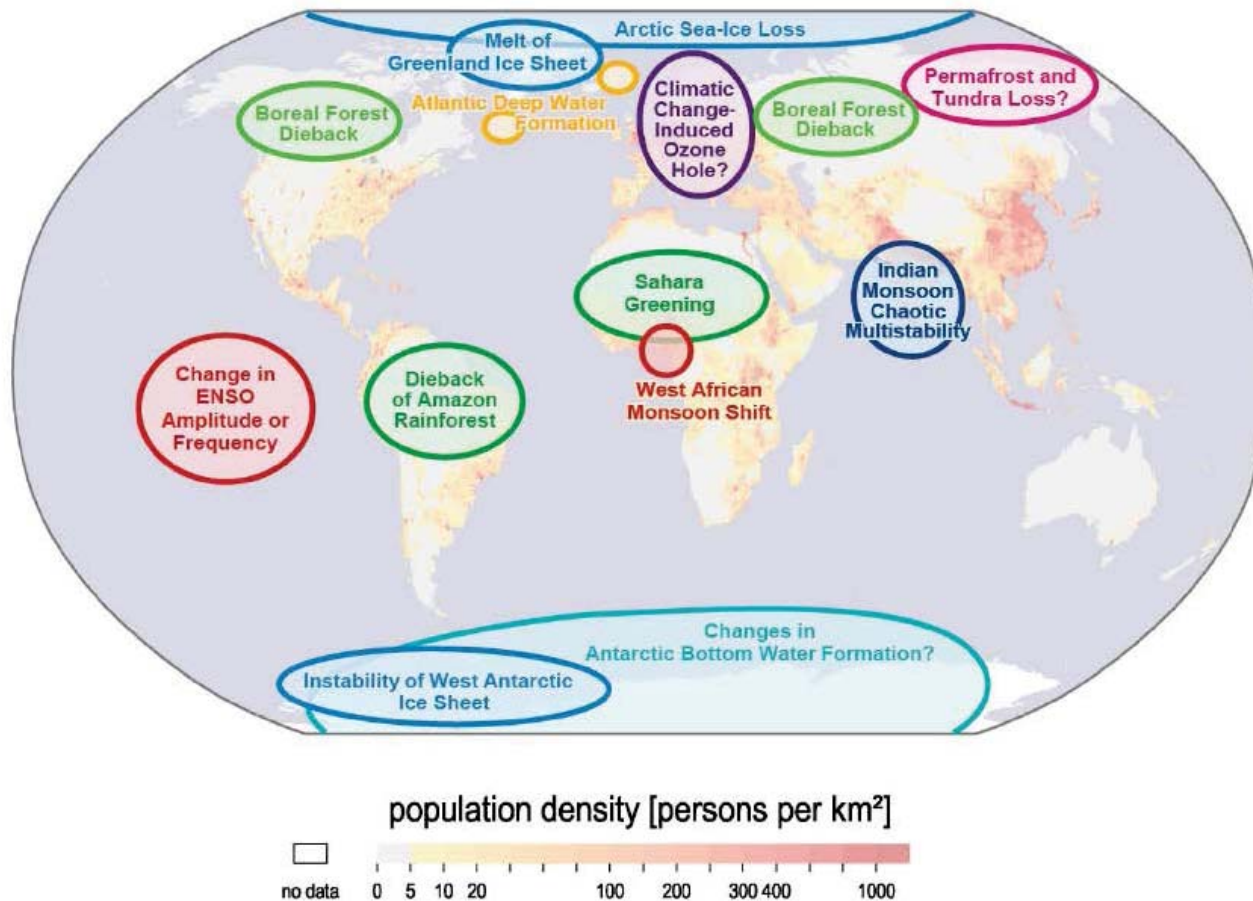 Arctic Sea-Ice Loss
Melt of
Greenland Ice Sheet
Atlantic Deep Water
Formation
Climatic
Change-
Induced
Ozone
Hole?
Boreal Forest
Dieback
Boreal Forest
Dieback
Permafrost and
Tundra Loss?
Sahara
Greening
Indian
Monsoon
Chaotic
Multistability
West African
Monsoon Shift
Change in
ENSO
Amplitude or
Frequency
Dieback
of Amazon
Rainforest
Changes in
Antarctic Bottom Water Formation?
Instability of West Antarctic
Ice Sheet
population density [persons per km²]
no data 0 5 10 20 100 200 300 400 1000